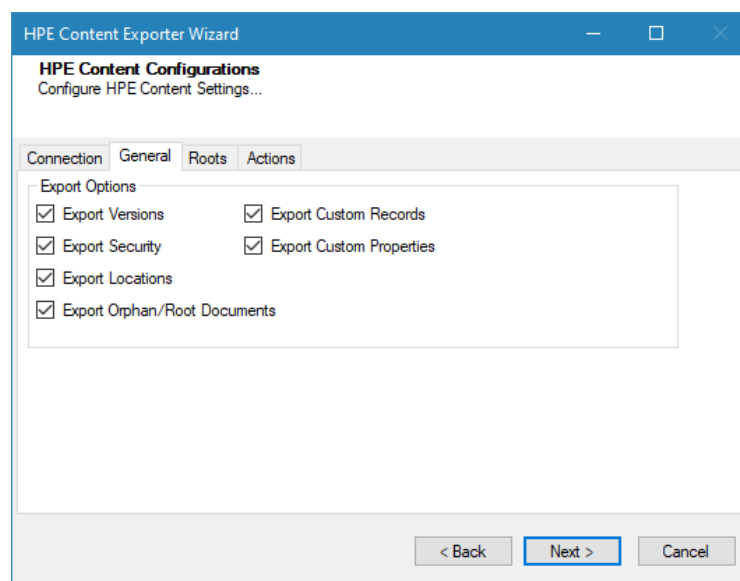 HPE Content Exporter Wizard
HPE Content Configurations
Configure HPE Content Settings...
Connection General Roots Actions
Export Options
Export Versions Export Custom Records
Export Security Export Custom Properties
Export Locations
Export Orphan/Root Documents
< Back Next > Cancel